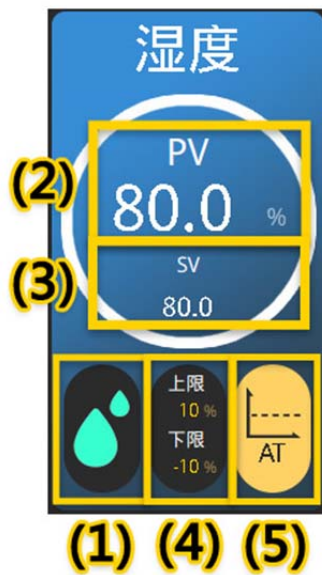 湿度
PV
(2)
80.0 %
(3)
SV
80.0
上限
10 %
下限
-10 %
AT
(1) (4) (5)